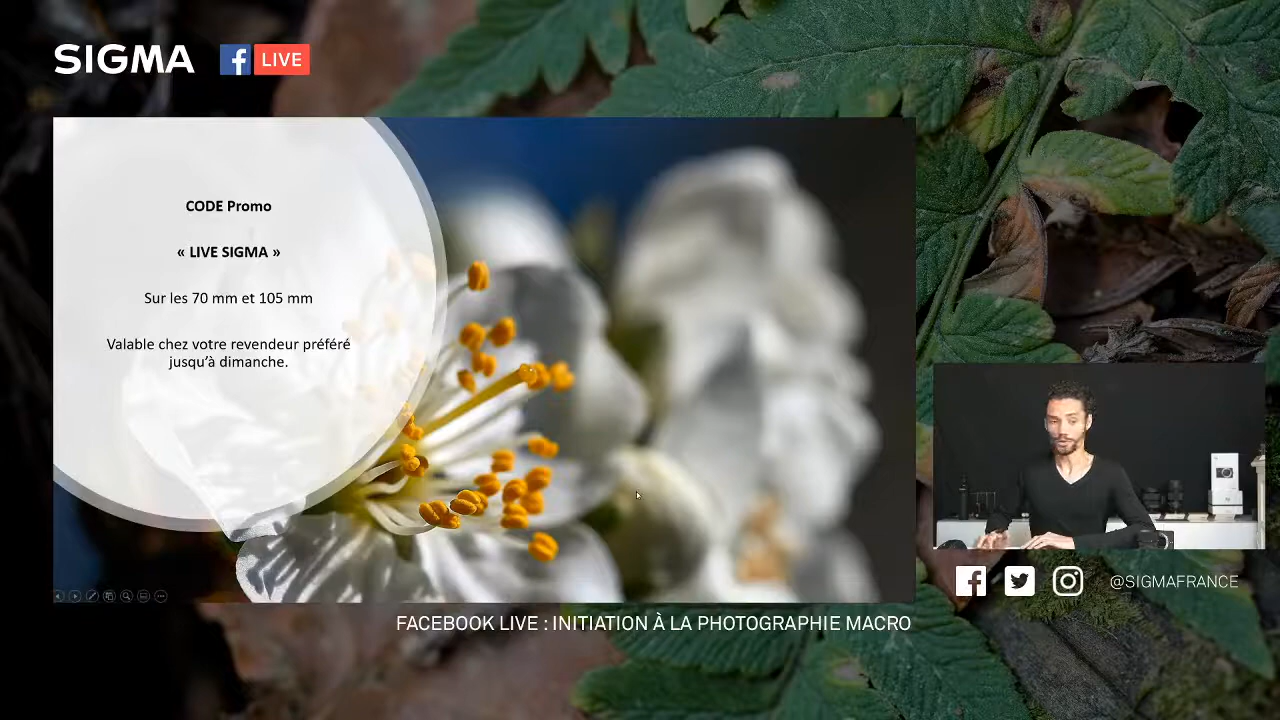 SIGMA
LIVE
CODE Promo
« LIVE SIGMA »
Sur les 70 mm et 105 mm
Valable chez votre revendeur préféré
jusqu'à dimanche.
@SIGMAFRANCE
FACEBOOK LIVE : INITIATION À LA PHOTOGRAPHIE MACRO